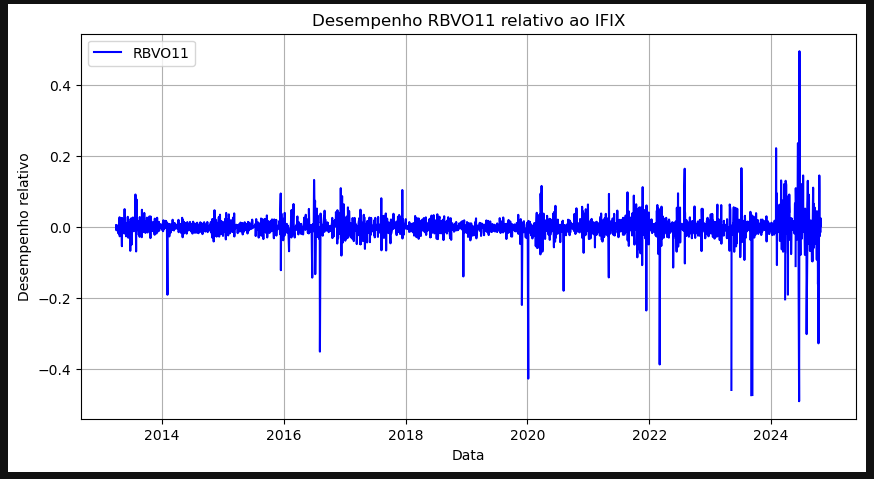 Desempenho RBVO11 relativo ao IFIX
RBVO11
Desempenho relativo
0.4
0.2
0.0
−0.2
−0.4
2014
2016
2018
2020
2022
2024
Data